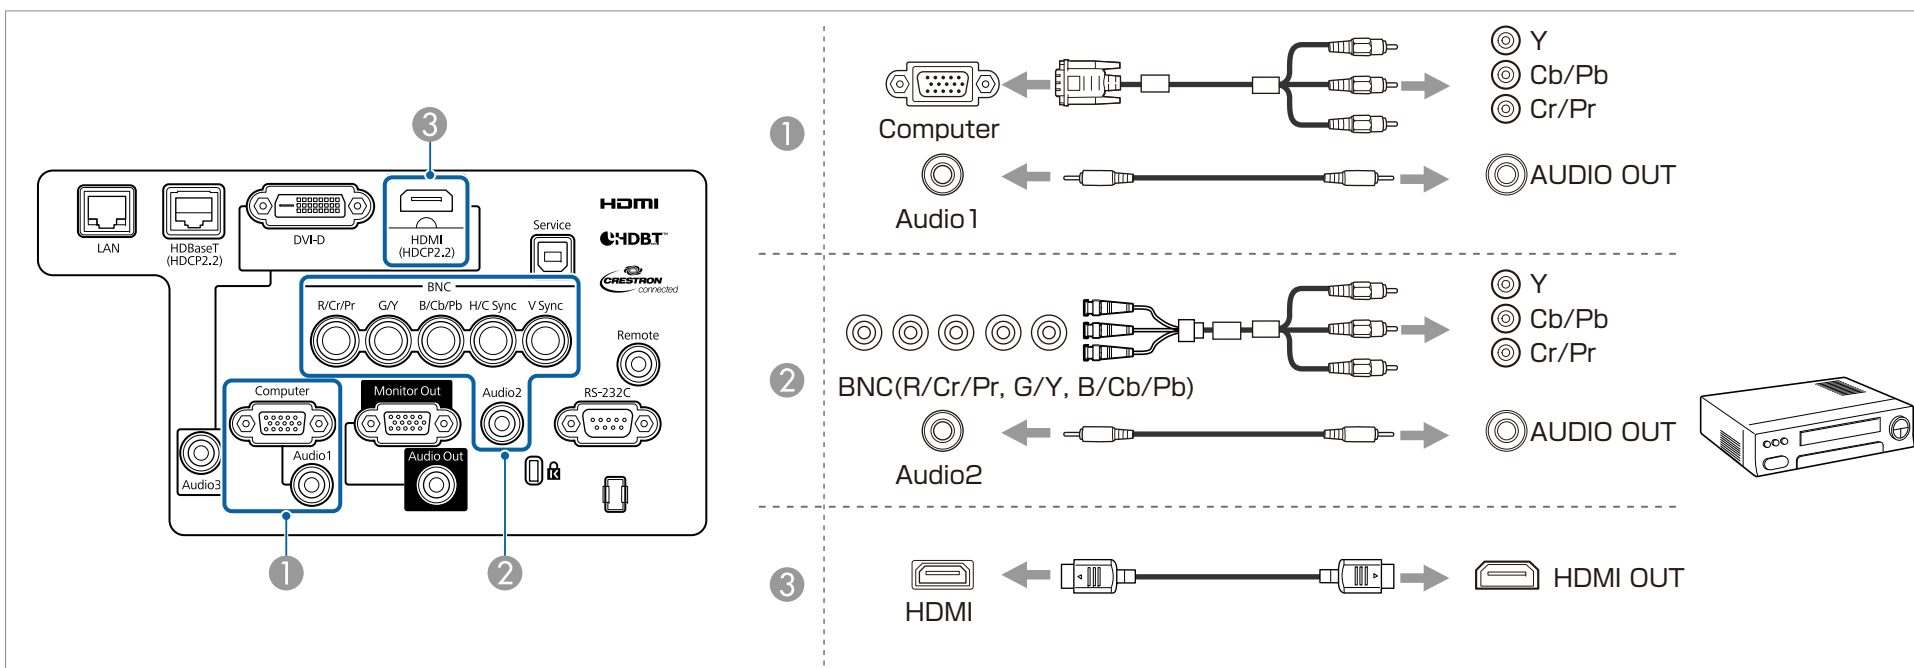 3
LAN
HDBaseT
(HDCP2.2)
DVI-D
HDMI
(HDCP2.2)
HDMI
HDBT™
CRESTRON
connected
Service
BNC
R/Cr/Pr
G/Y
B/Cb/Pb
H/C Sync
V Sync
Remote
Computer
Monitor Out
Audio2
RS-232C
Audio3
Audio1
Audio Out
K
1
2
1
Computer
Y
Cb/Pb
Cr/Pr
Audio1
AUDIO OUT
2
BNC(R/Cr/Pr, G/Y, B/Cb/Pb)
Y
Cb/Pb
Cr/Pr
Audio2
AUDIO OUT
3
HDMI
HDMI OUT